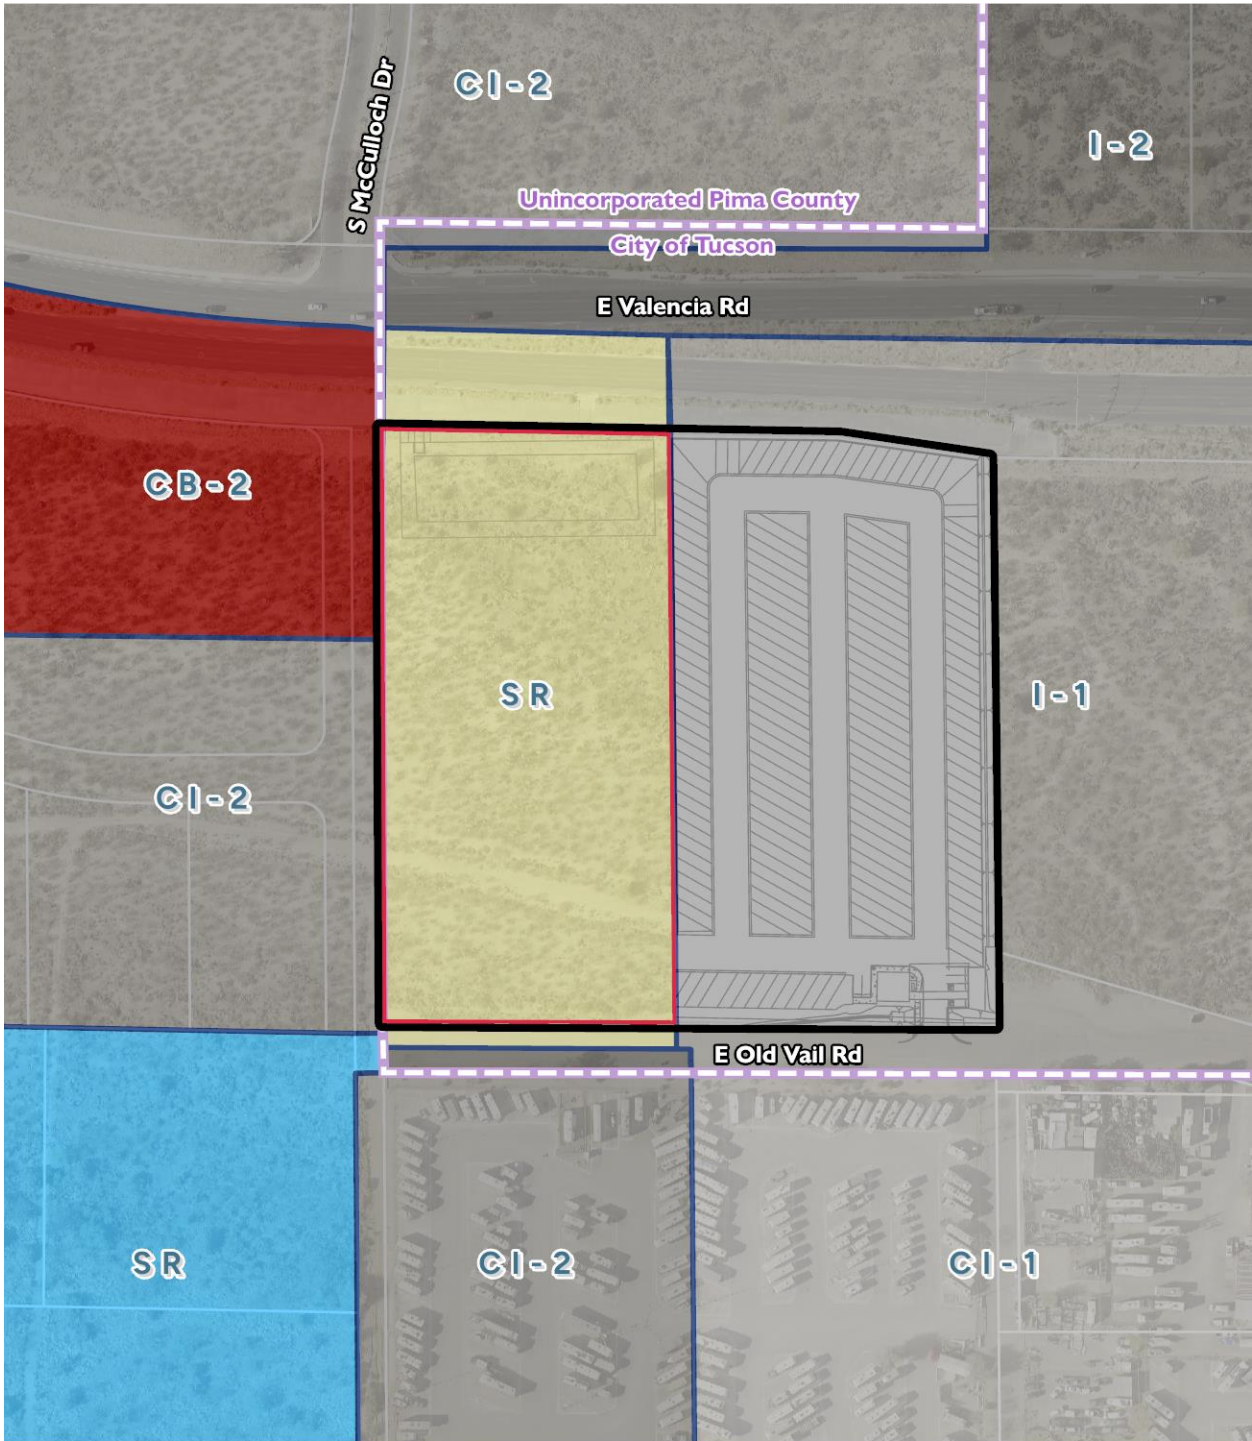 CI-2
S McCulloch Dr
I-2
Unincorporated Pima County
City of Tucson
E Valencia Rd
CB-2
SR
I-1
CI-2
E Old Vail Rd
SR
CI-2
CI-1